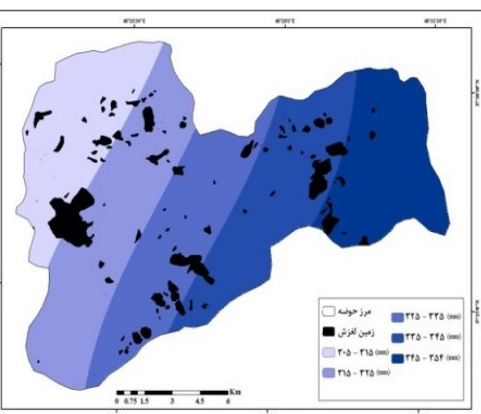 مرز حوضه
زمین لغزش
۳۰۵ - ۳۱۵ (mm)
۳۱۵ - ۳۲۵ (mm)
۳۲۵ - ۳۳۵ (mm)
۳۳۵ - ۳۴۵ (mm)
۳۴۵ - ۳۵۴ (mm)
Km
0 0.75 1.5 3 4.5 6